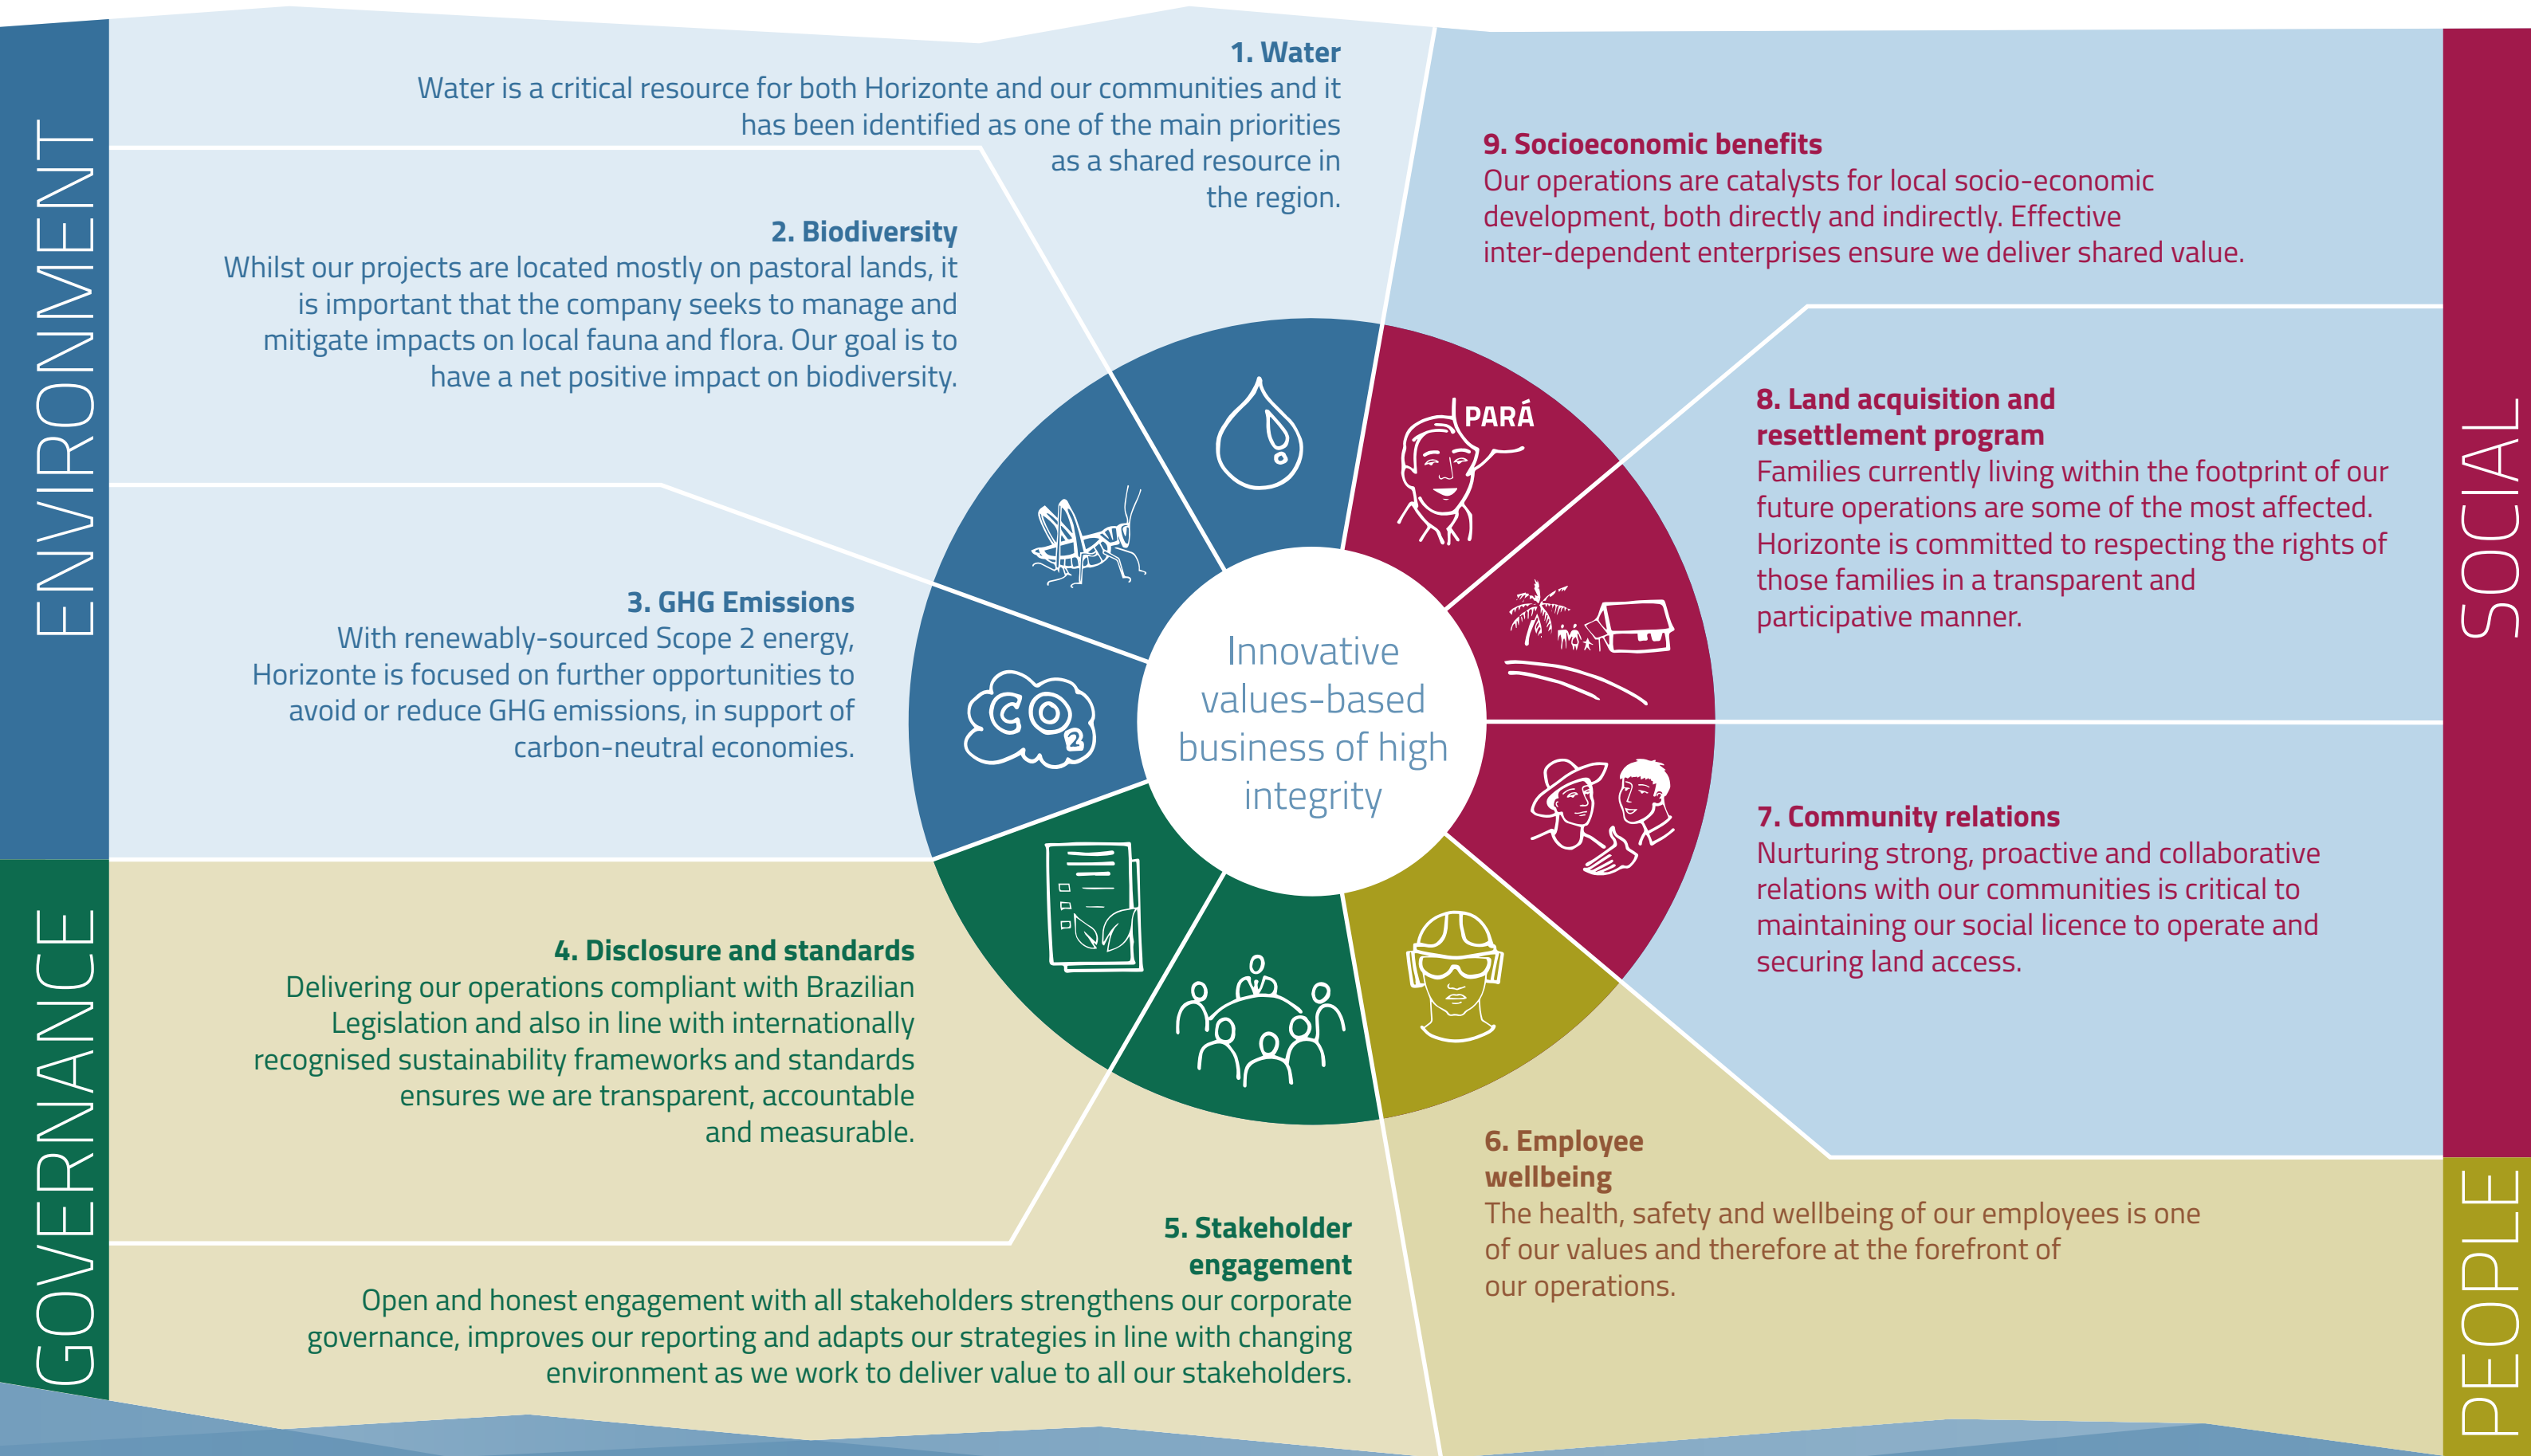 ENVIRONMENT
1. Water
Water is a critical resource for both Horizonte and our communities and it
has been identified as one of the main priorities
as a shared resource in
the region.
2. Biodiversity
Whilst our projects are located mostly on pastoral lands, it
is important that the company seeks to manage and
mitigate impacts on local fauna and flora. Our goal is to
have a net positive impact on biodiversity.
3. GHG Emissions
With renewably-sourced Scope 2 energy,
Horizonte is focused on further opportunities to
avoid or reduce GHG emissions, in support of
carbon-neutral economies.
GOVERNANCE
4. Disclosure and standards
Delivering our operations compliant with Brazilian
Legislation and also in line with internationally
recognised sustainability frameworks and standards
ensures we are transparent, accountable
and measurable.
5. Stakeholder
engagement
Open and honest engagement with all stakeholders strengthens our corporate
governance, improves our reporting and adapts our strategies in line with changing
environment as we work to deliver value to all our stakeholders.
PARÁ
CO2
Innovative
values-based
business of high
integrity
SOCIAL
9. Socioeconomic benefits
Our operations are catalysts for local socio-economic
development, both directly and indirectly. Effective
inter-dependent enterprises ensure we deliver shared value.
8. Land acquisition and
resettlement program
Families currently living within the footprint of our
future operations are some of the most affected.
Horizonte is committed to respecting the rights of
those families in a transparent and
participative manner.
7. Community relations
Nurturing strong, proactive and collaborative
relations with our communities is critical to
maintaining our social licence to operate and
securing land access.
PEOPLE
6. Employee
wellbeing
The health, safety and wellbeing of our employees is one
of our values and therefore at the forefront of
our operations.